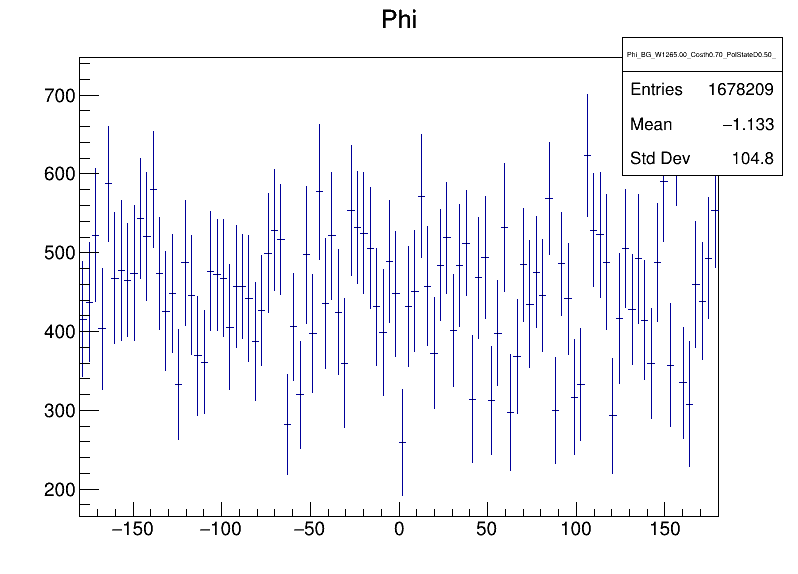 Phi
Phi_BG_W1265.00_Costh0.70_PolStateD0.50_
Entries 1678209
Mean −1.133
Std Dev 104.8
700
600
500
400
300
200
−150 −100 −50 0 50 100 150